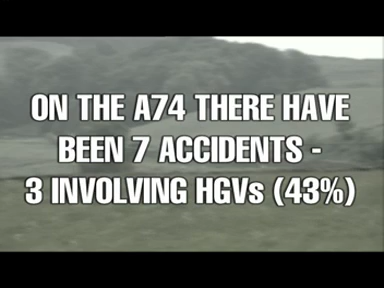 ON THE A74 THERE HAVE
BEEN 7 ACCIDENTS -
3 INVOLVING HGVs (43%)